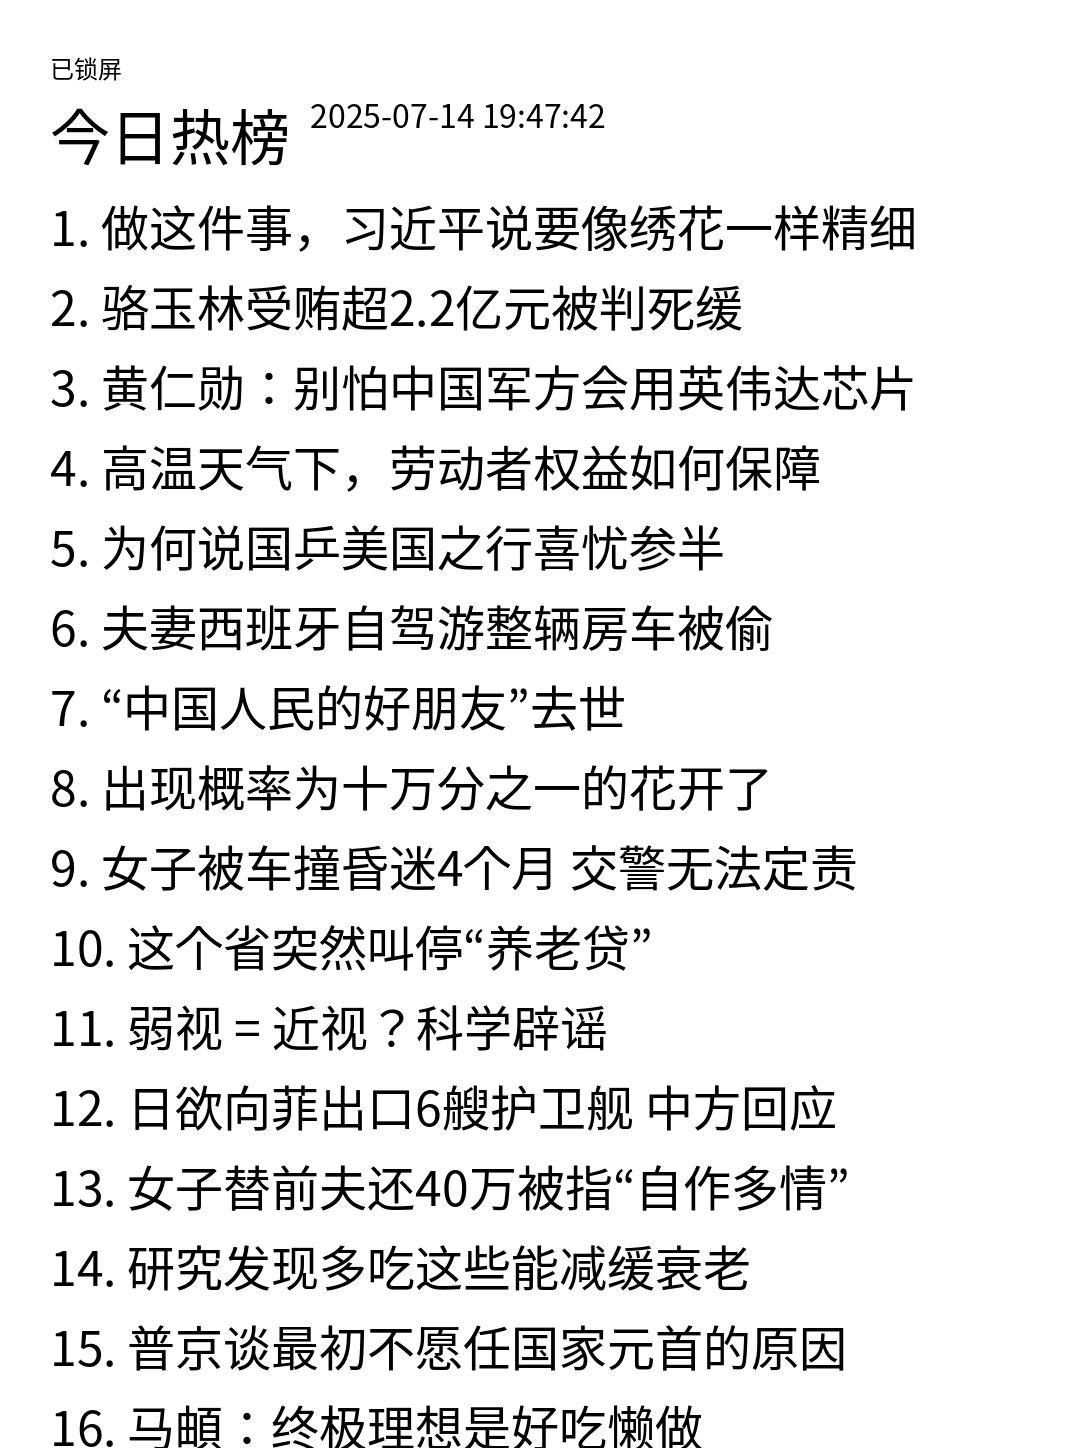 已锁屏
今日热榜 2025-07-14 19:47:42
1. 做这件事，习近平说要像绣花一样精细
2. 骆玉林受贿超2.2亿元被判死缓
3. 黄仁勋：别怕中国军方会用英伟达芯片
4. 高温天气下，劳动者权益如何保障
5. 为何说国乒美国之行喜忧参半
6. 夫妻西班牙自驾游整辆房车被偷
7. “中国人民的好朋友”去世
8. 出现概率为十万分之一的花开了
9. 女子被车撞昏迷4个月 交警无法定责
10. 这个省突然叫停“养老贷”
11. 弱视 = 近视？科学辟谣
12. 日欲向菲出口6艘护卫舰 中方回应
13. 女子替前夫还40万被指“自作多情”
14. 研究发现多吃这些能减缓衰老
15. 普京谈最初不愿任国家元首的原因
16. 马頔：终极理想是好吃懒做